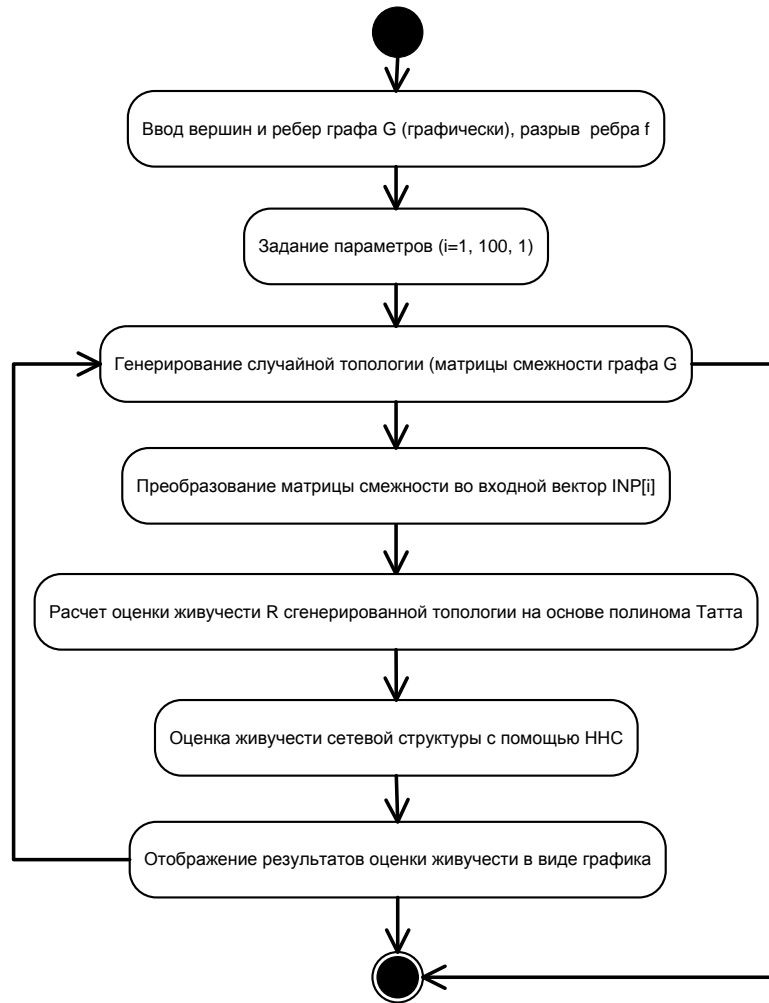 Ввод вершин и ребер графа G (графически), разрыв ребра f
Задание параметров (i=1, 100, 1)
Генерирование случайной топологии (матрицы смежности графа G
Преобразование матрицы смежности во входной вектор INP[i]
Расчет оценки живучести R сгенерированной топологии на основе полинома Татта
Оценка живучести сетевой структуры с помощью ННС
Отображение результатов оценки живучести в виде графика